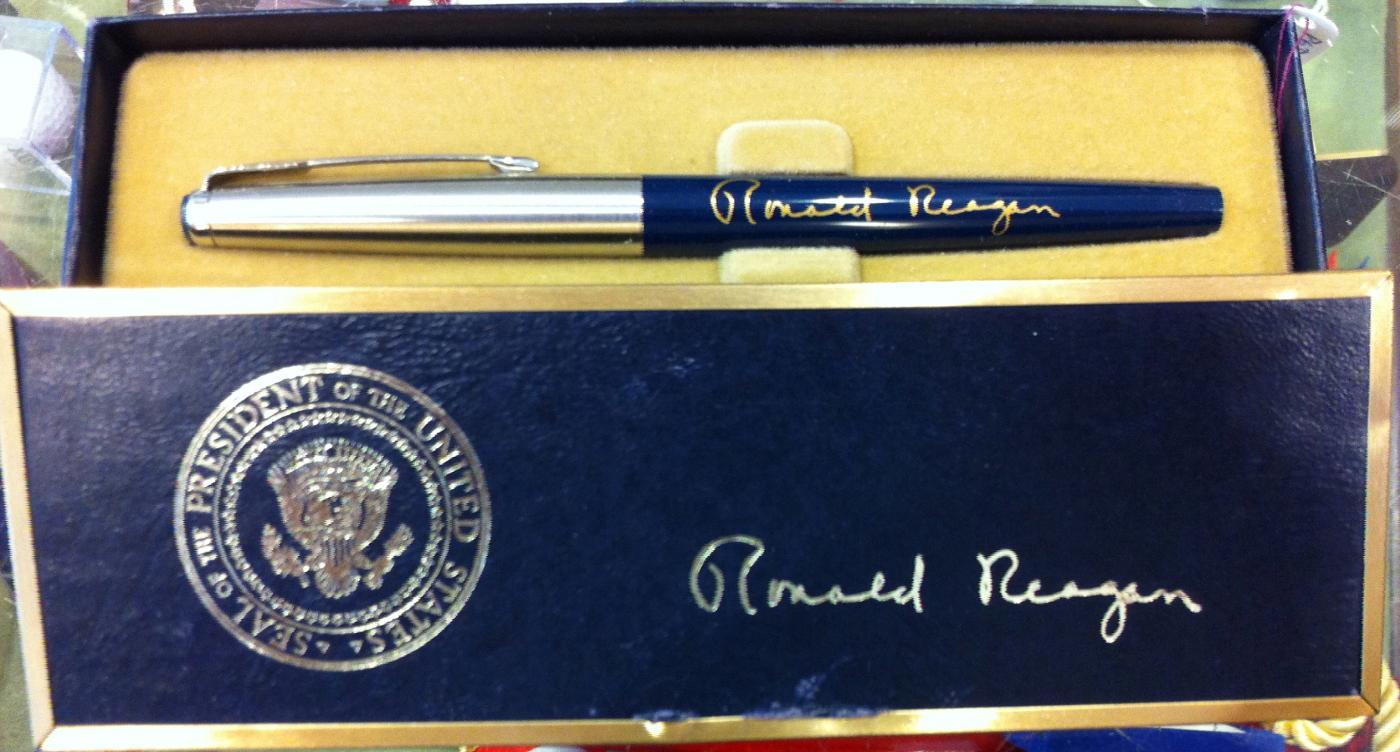 Ronald Reagan
SEAL OF THE PRESIDENT OF THE UNITED STATES
Ronald Reagan